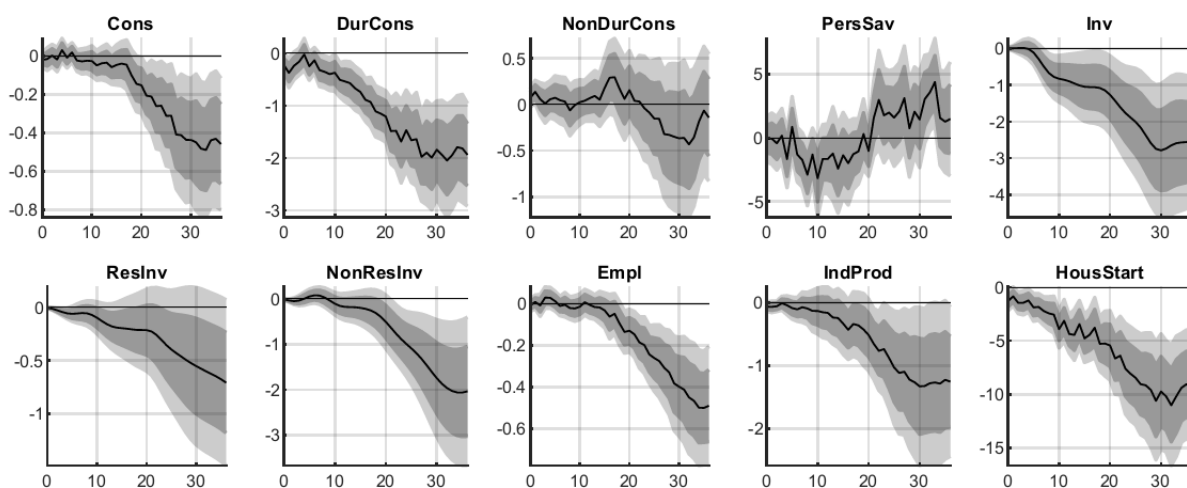 Cons DurCons NonDurCons PersSav Inv
0 0 0.5 5 0
-0.2 -1 0 0 -1
-0.4 -2 -0.5 -5 -2
-0.6 -3 -1 -3
-0.8 -4
0 10 20 30 0 10 20 30 0 10 20 30 0 10 20 30 0 10 20 30
ResInv NonResInv Empl IndProd HousStart
0 0 0 0 0
-0.5 -1 -0.2 -1 -5
-1 -2 -0.4 -2 -10
-3 -0.6 -15
0 10 20 30 0 10 20 30 0 10 20 30 0 10 20 30 0 10 20 30